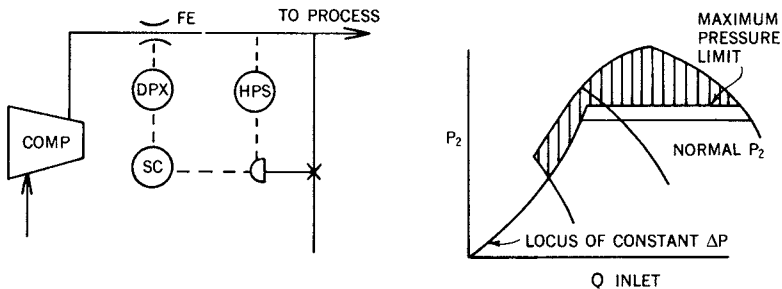 FE
TO PROCESS
DPX
HPS
COMP
SC
MAXIMUM
PRESSURE
LIMIT
P₂
NORMAL P₂
LOCUS OF CONSTANT ΔP
Q INLET